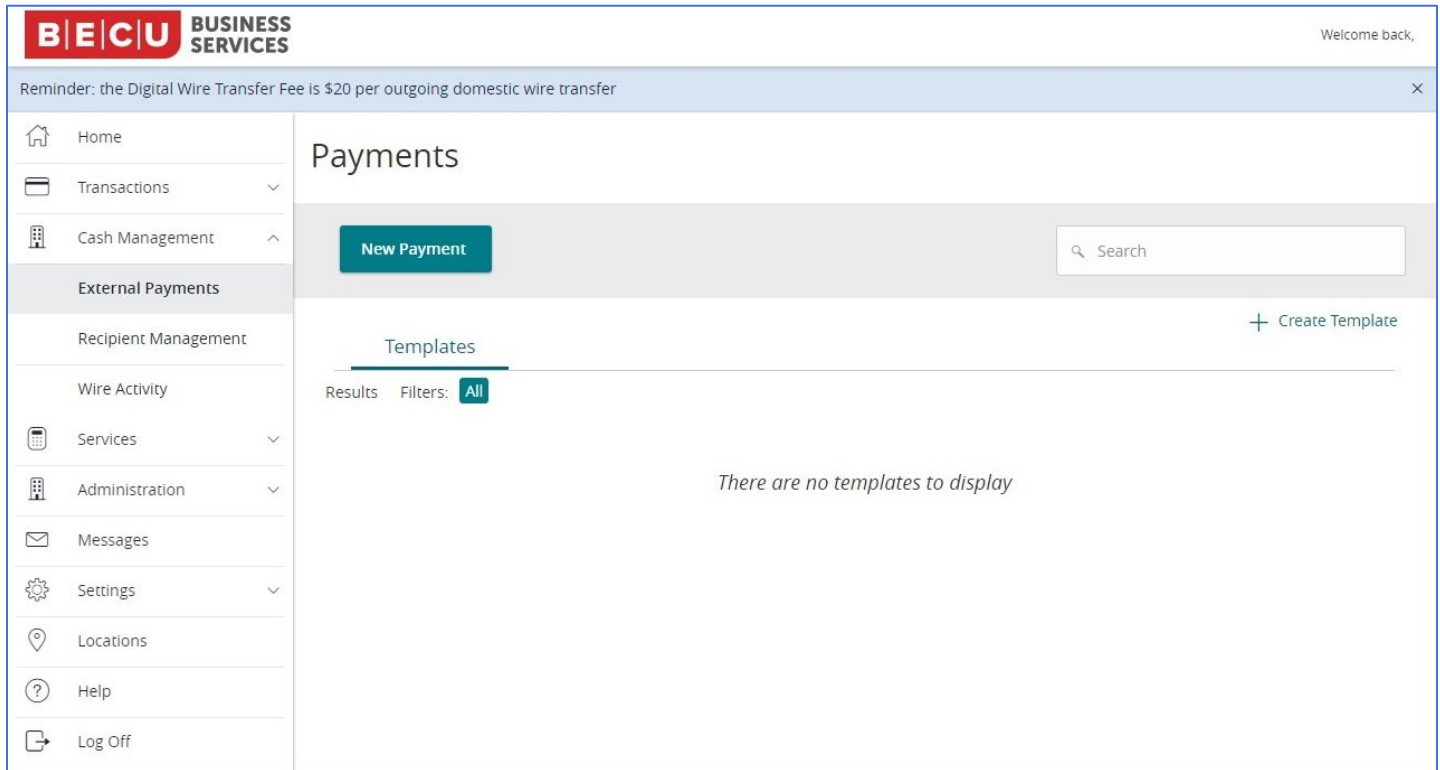 B|E|C|U BUSINESS SERVICES
Welcome back,
Reminder: the Digital Wire Transfer Fee is $20 per outgoing domestic wire transfer
Home
Transactions
Cash Management
External Payments
Recipient Management
Wire Activity
Services
Administration
Messages
Settings
Locations
Help
Log Off
Payments
New Payment
Search
+ Create Template
Templates
Results Filters: All
There are no templates to display